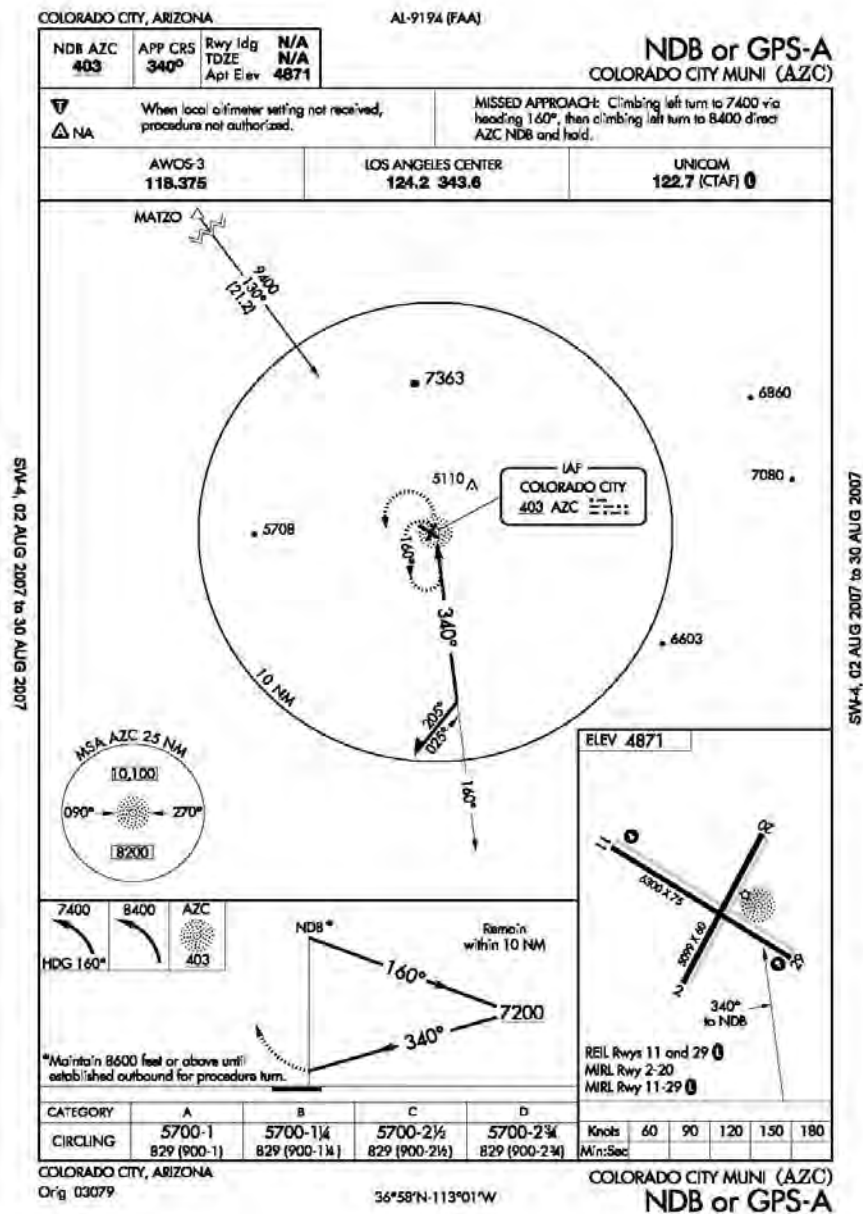 COLORADO CITY, ARIZONA
AL-9194 (FAA)
NDB AZC
403
APP CRS
340°
Rwy ldg N/A
TDZE N/A
Apt Elev 4871
NDB or GPS-A
COLORADO CITY MUNI (AZC)
T
A NA
When local altimeter setting not received,
procedure not authorized.
MISSED APPROACH: Climbing left turn to 7400 via
heading 160°, then climbing left turn to 8400 direct
AZC NDB and hold.
AWOS-3
118.375
LOS ANGELES CENTER
124.2 343.6
UNICOM
122.7 (CTAF) L
MATZO
9400
130°
(21.2)
7363
6860
7080
5110
IAF
COLORADO CITY
403 AZC
5708
160°
340°
6603
10 NM
205°
025°
160°
SW-4, 02 AUG 2007 to 30 AUG 2007
SW-4, 02 AUG 2007 to 30 AUG 2007
MSA AZC 25 NM
10,100
090°
270°
8200
ELEV 4871
11
20
6300 X 75
5099 X 60
2
29
340°
to NDB
REIL Rwys 11 and 29 L
MIRL Rwy 2-20
MIRL Rwy 11-29 L
7400
HDG 160°
8400
AZC
403
NDB*
Remain
within 10 NM
160°
7200
340°
*Maintain 8600 feet or above until
established outbound for procedure turn.
CATEGORY A B C D
CIRCLING 5700-1 5700-1¼ 5700-2½ 5700-2¾
829 (900-1) 829 (900-1¼) 829 (900-2½) 829 (900-2¾)
Knots 60 90 120 150 180
Min:Sec
COLORADO CITY, ARIZONA
Orig 03079
36°58'N-113°01'W
COLORADO CITY MUNI (AZC)
NDB or GPS-A